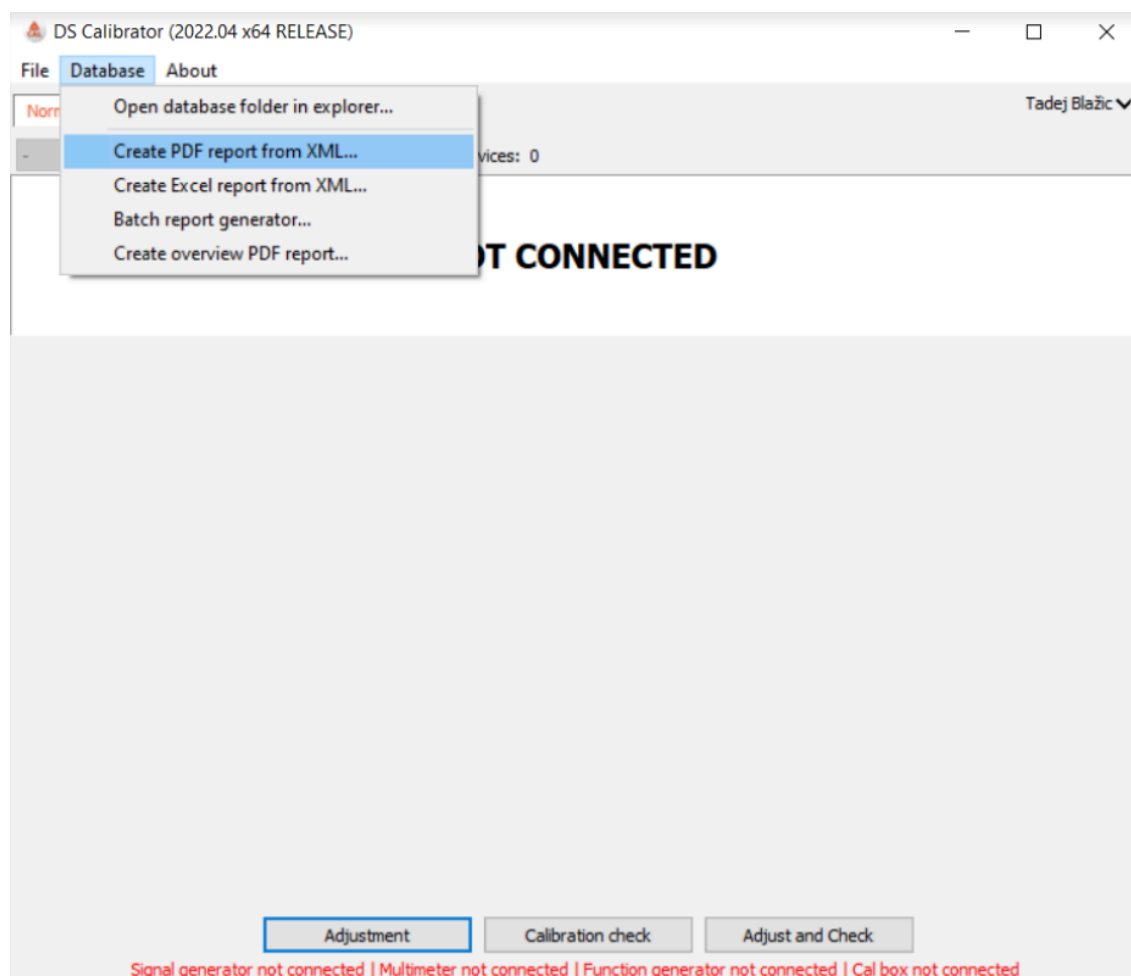 DS Calibrator (2022.04 x64 RELEASE)
File Database About
Open database folder in explorer...
Tadej Blažic
Create PDF report from XML...
- vices: 0
Create Excel report from XML...
Batch report generator...
Create overview PDF report...
CONNECTED
Adjustment Calibration check Adjust and Check
Signal generator not connected | Multimeter not connected | Function generator not connected | Cal box not connected